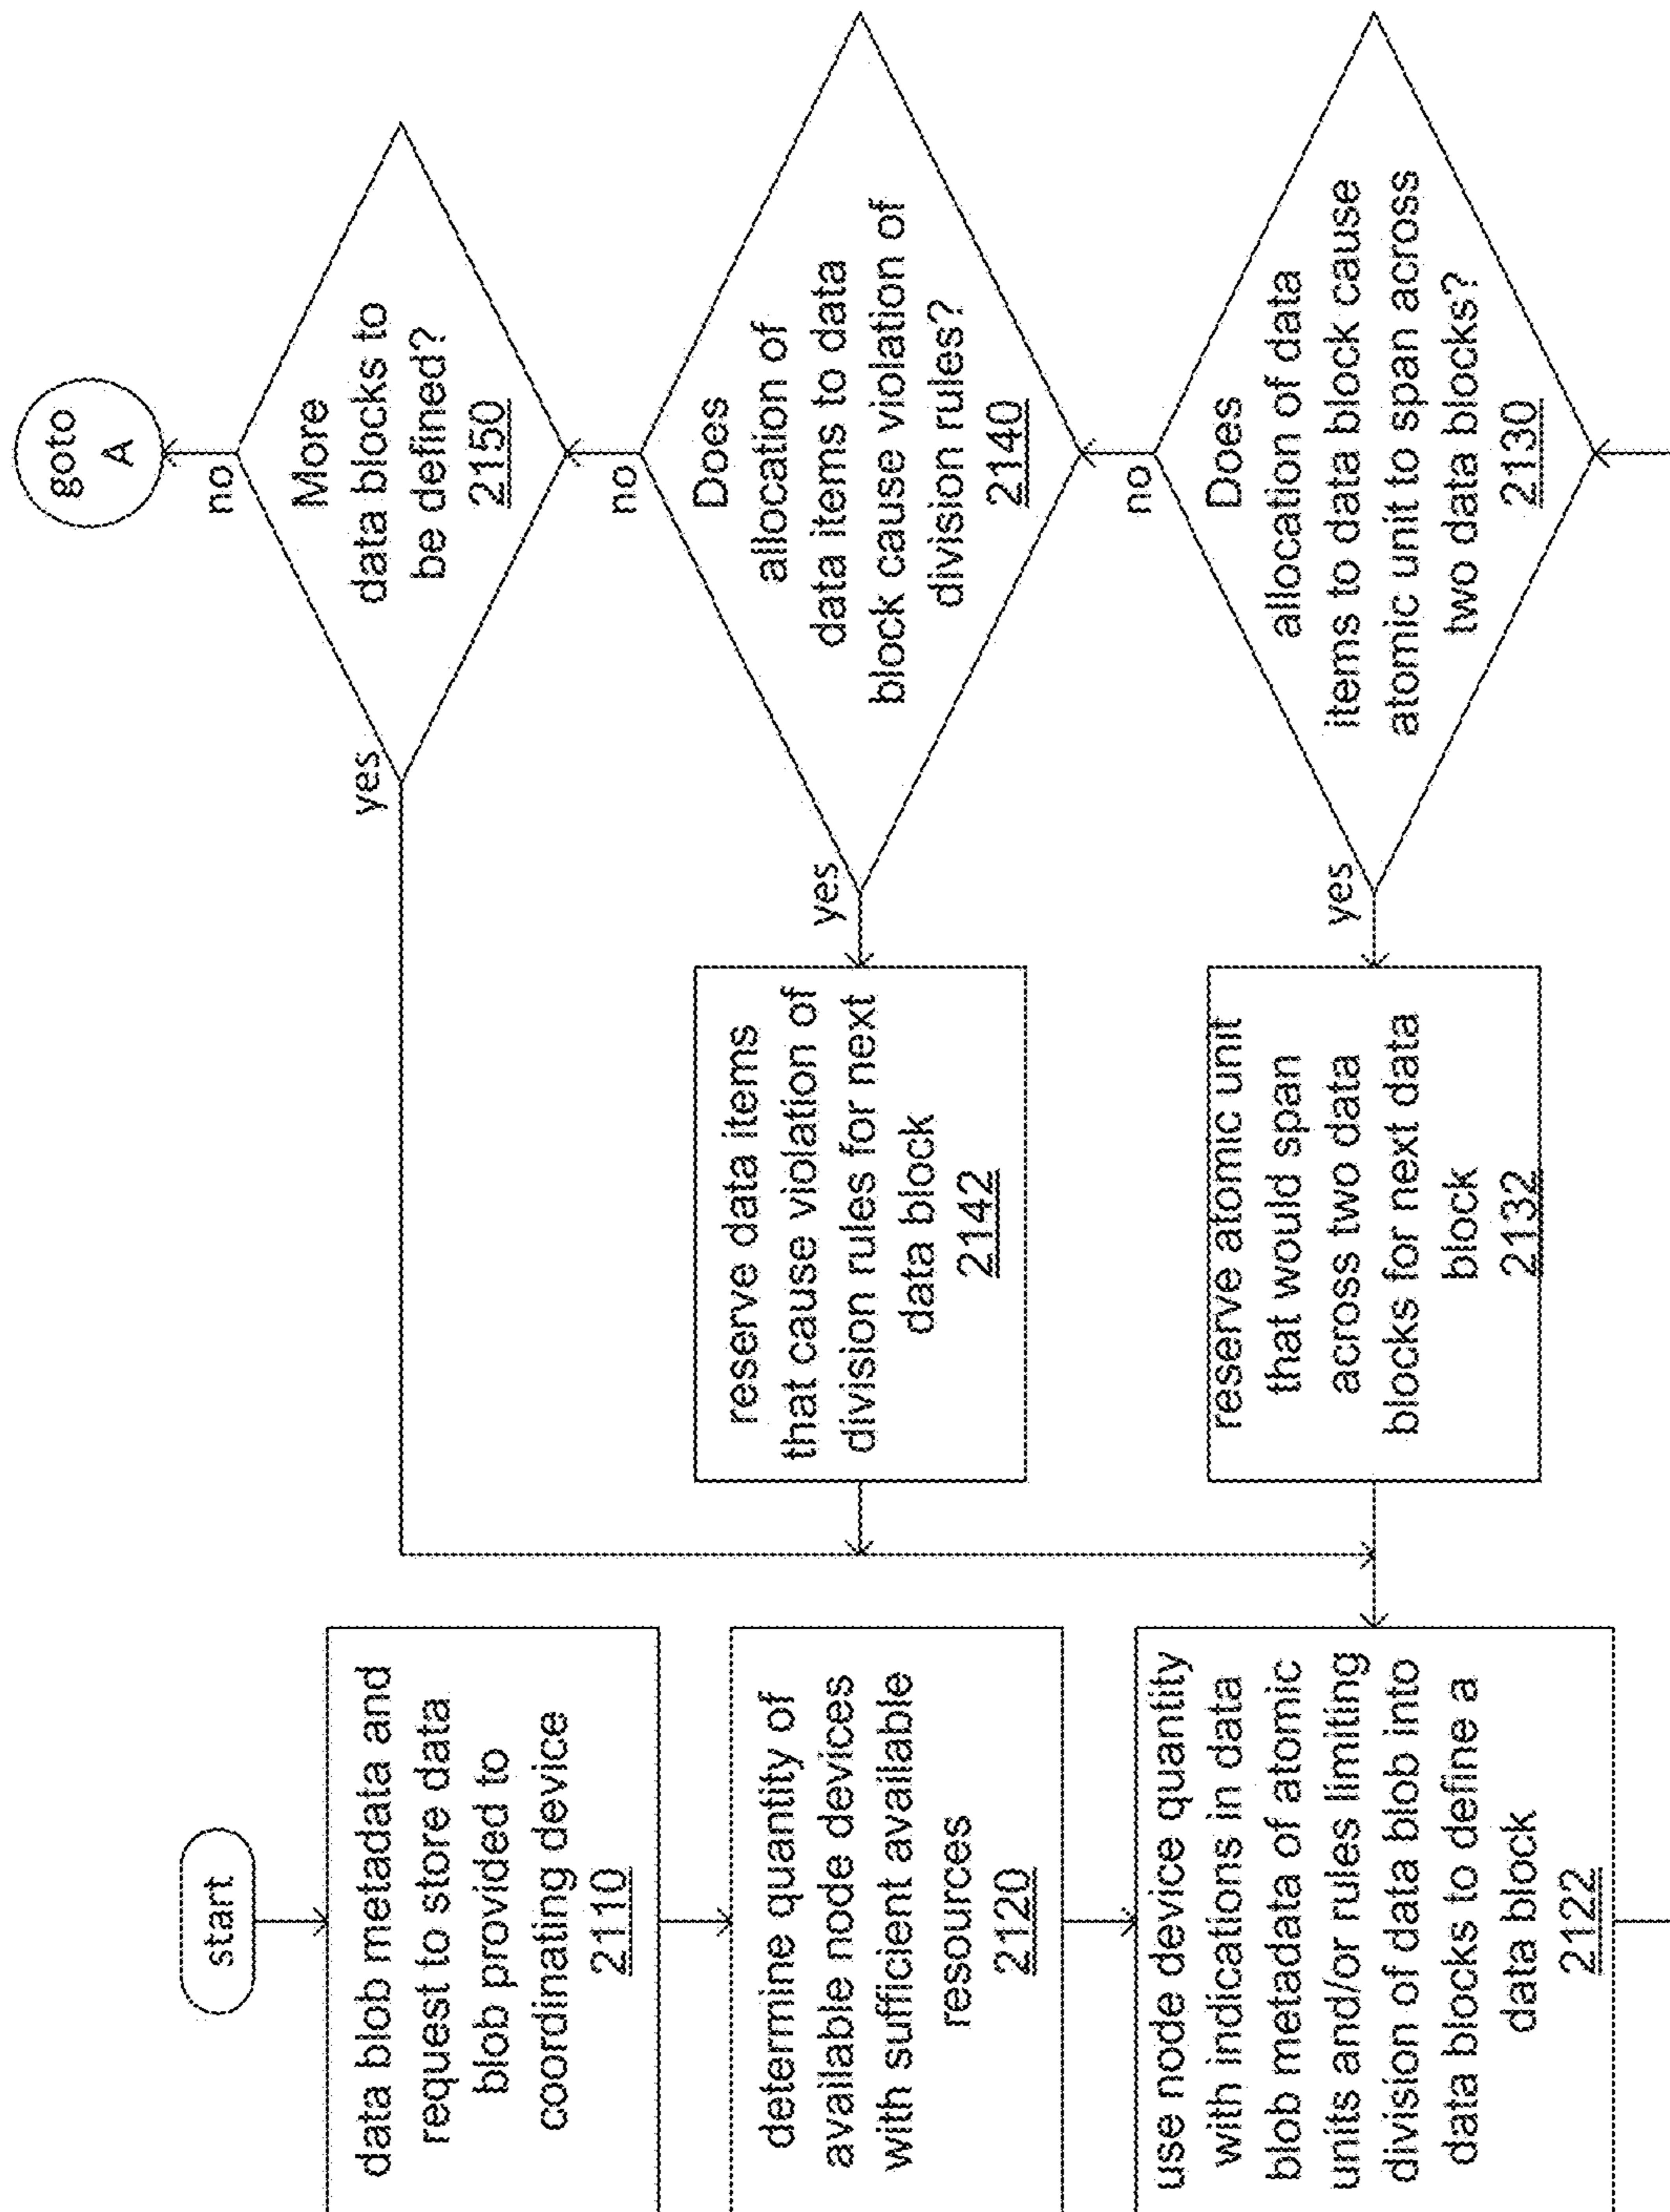 start
data blob metadata and
request to store data
blob provided to
coordinating device
2110
determine quantity of
available node devices
with sufficient available
resources
2120
use node device quantity
with indications in data
blob metadata of atomic
units and/or rules limiting
division of data blob into
data blocks to define a
data block
2122
Does
allocation of data
items to data block cause
atomic unit to span across
two data blocks?
2130
yes
no
reserve atomic unit
that would span
across two data
blocks for next data
block
2132
Does
allocation of
data items to data
block cause violation of
division rules?
2140
yes
no
reserve data items
that cause violation of
division rules for next
data block
2142
More
data blocks to
be defined?
2150
yes
no
goto
A